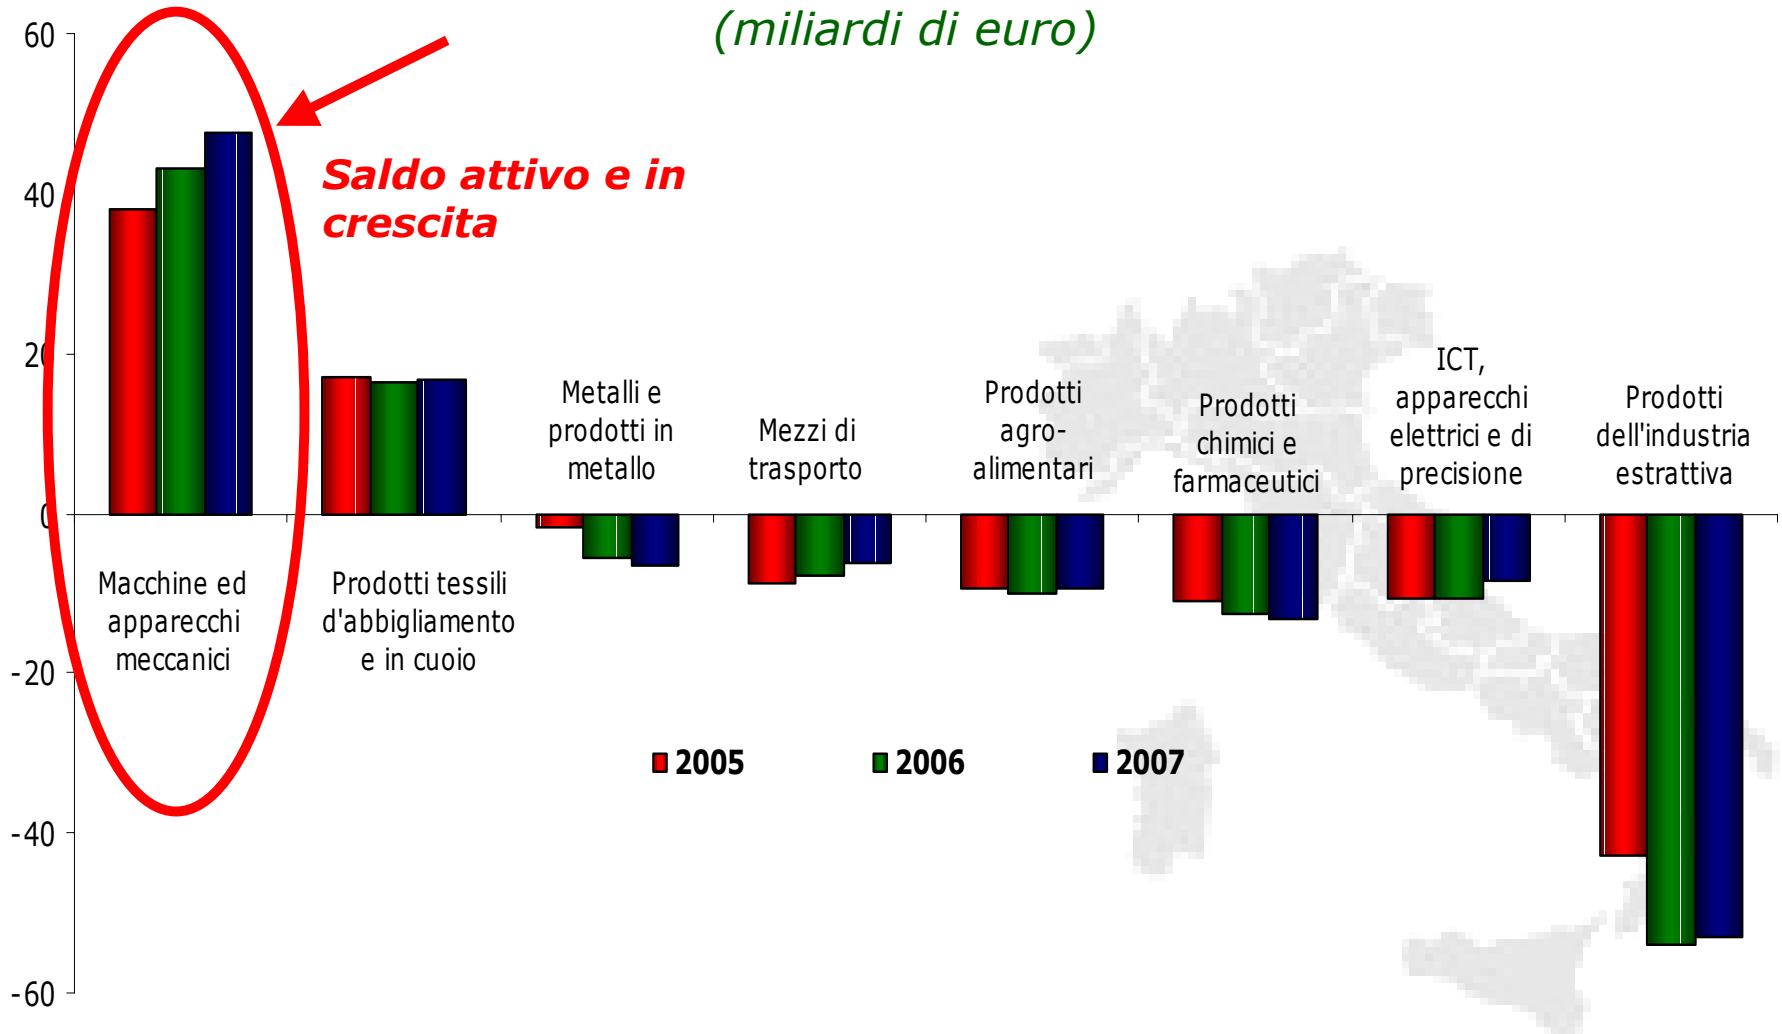 (miliardi di euro)
60
40
20
0
-20
-40
-60
Saldo attivo e in
crescita
Macchine ed
apparecchi
meccanici
Prodotti tessili
d'abbigliamento
e in cuoio
Metalli e
prodotti in
metallo
Mezzi di
trasporto
Prodotti
agro-
alimentari
Prodotti
chimici e
farmaceutici
ICT,
apparecchi
elettrici e di
precisione
Prodotti
dell'industria
estrattiva
2005
2006
2007